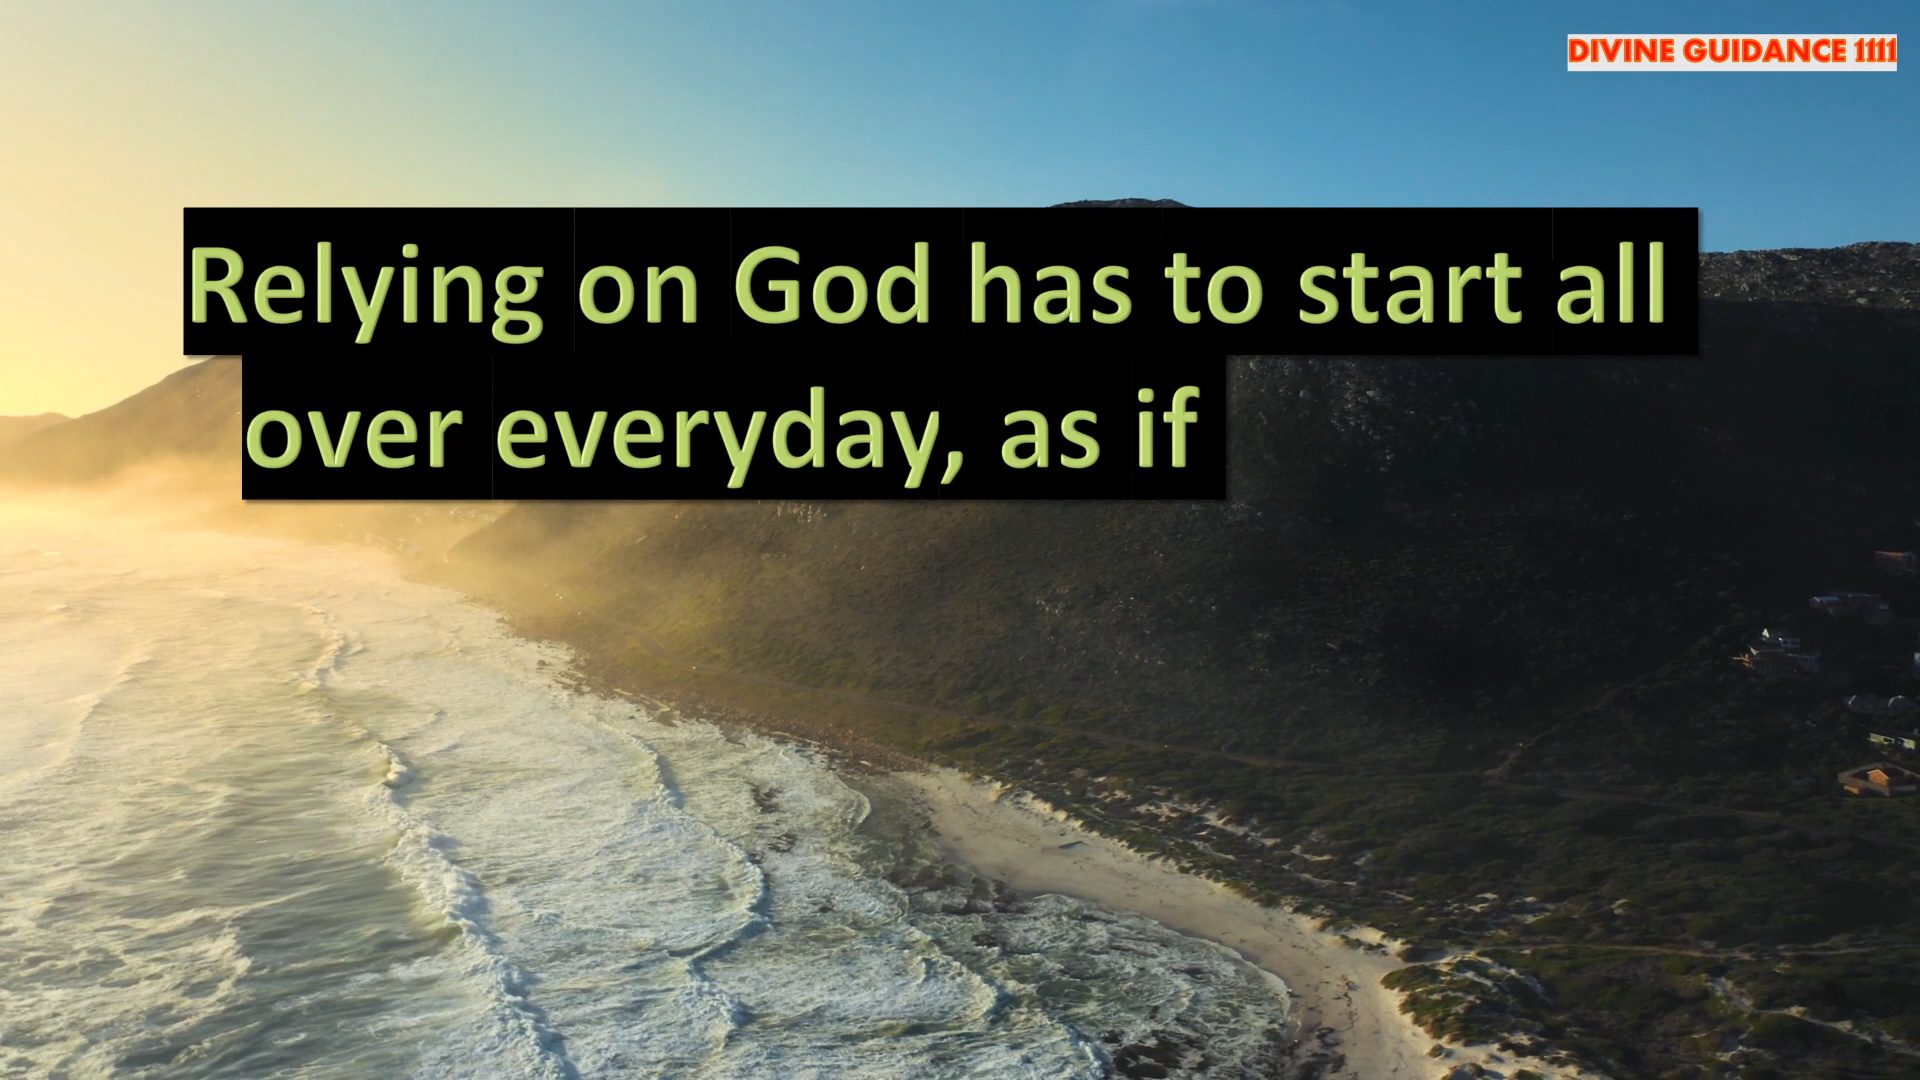 DIVINE GUIDANCE 1111
Relying on God has to start all
over everyday, as if